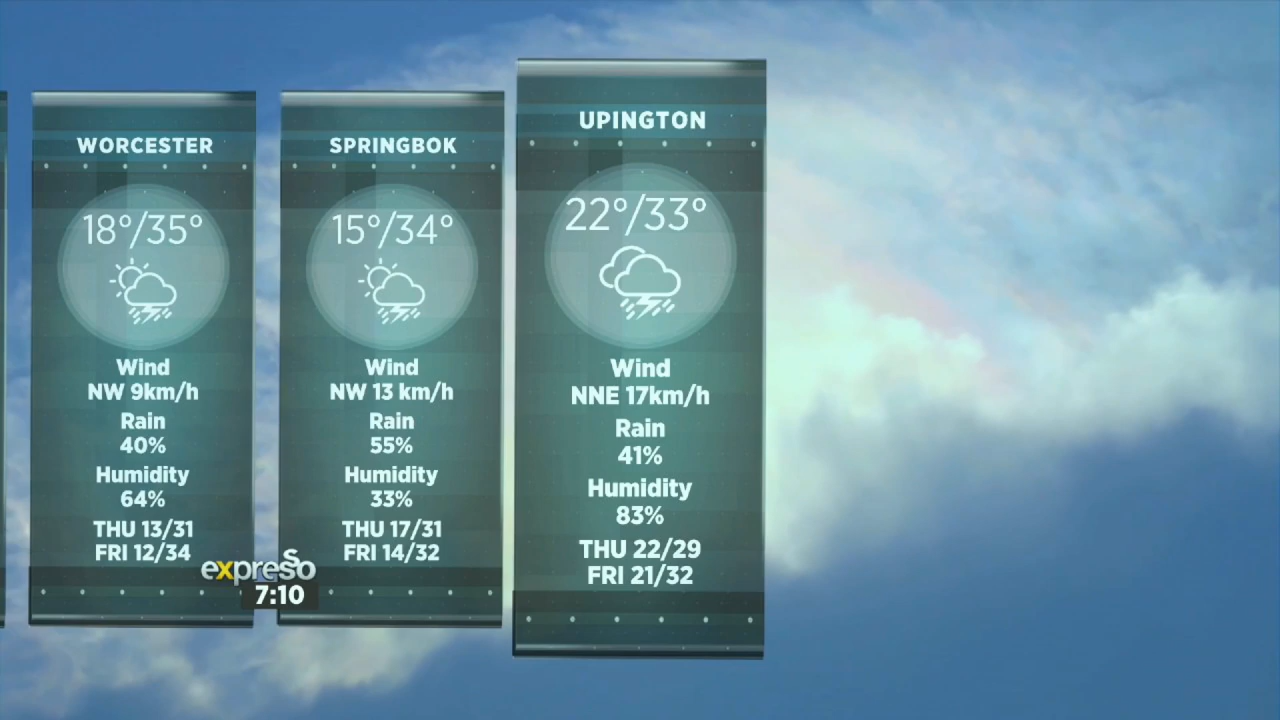 WORCESTER
18°/35°
Wind
NW 9km/h
Rain
40%
Humidity
64%
THU 13/31
FRI 12/34
SPRINGBOK
15°/34°
Wind
NW 13 km/h
Rain
55%
Humidity
33%
THU 17/31
FRI 14/32
UPINGTON
22°/33°
Wind
NNE 17km/h
Rain
41%
Humidity
83%
THU 22/29
FRI 21/32
expresso
7:10